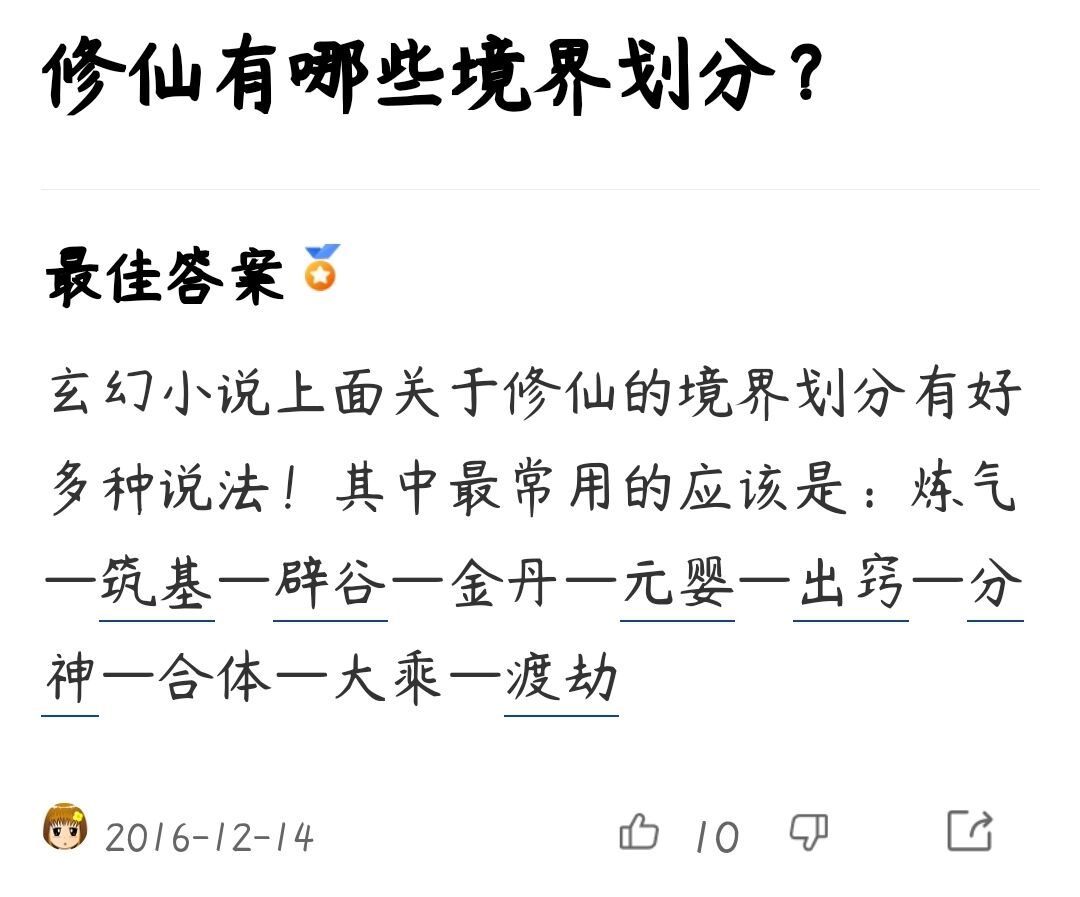 修仙有哪些境界划分？
最佳答案
玄幻小说上面关于修仙的境界划分有好
多种说法！其中最常用的应该是：炼气
—筑基—辟谷—金丹—元婴—出窍—分
神—合体—大乘—渡劫
2016-12-14 10